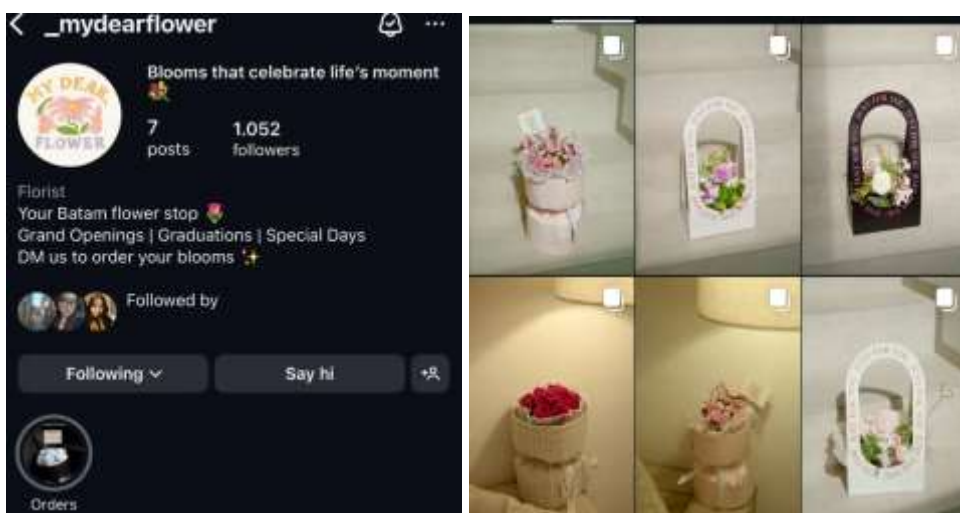 _mydearflower
MY DEAR
FLOWER
Blooms that celebrate life's moment
7
posts
1.052
followers
Florist
Your Batam flower stop 🌷
Grand Openings | Graduations | Special Days
DM us to order your blooms ✨
Followed by
Following
Say hi
Orders